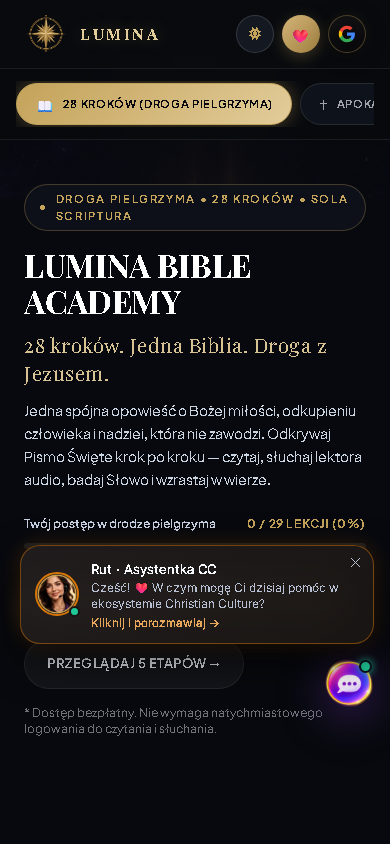 LUMINA
28 KROKÓW (DROGA PIELGRZYMA)
APOKA
DROGA PIELGRZYMA • 28 KROKÓW • SOLA
SCRIPTURA
LUMINA BIBLE
ACADEMY
28 kroków. Jedna Biblia. Droga z
Jezusem.
Jedna spójna opowieść o Bożej miłości, odkupieniu
człowieka i nadziei, która nie zawodzi. Odkrywaj
Pismo Święte krok po kroku — czytaj, słuchaj lektora
audio, badaj Słowo i wzrastaj w wierze.
Twój postęp w drodze pielgrzyma
0 / 29 LEKCJI (0%)
Rut · Asystentka CC
Cześć! ❤️ W czym mogę Ci dzisiaj pomóc w
ekosystemie Christian Culture?
Kliknij i porozmawiaj →
PRZEGLĄDAJ 5 ETAPÓW →
* Dostęp bezpłatny. Nie wymaga natychmiastowego
logowania do czytania i słuchania.